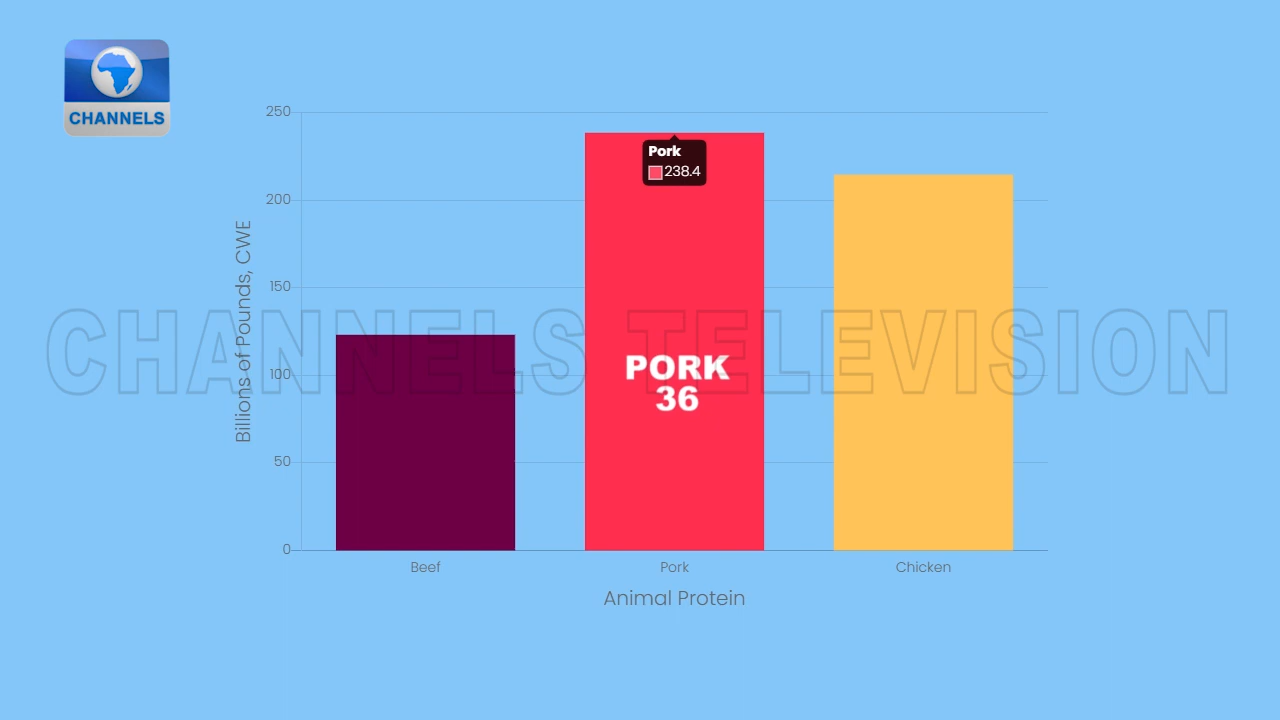 CHANNELS
250
200
150
100
50
0
Billions of Pounds, CWE
Pork
238.4
PORK
36
CHANNELS TELEVISION
Beef
Pork
Chicken
Animal Protein